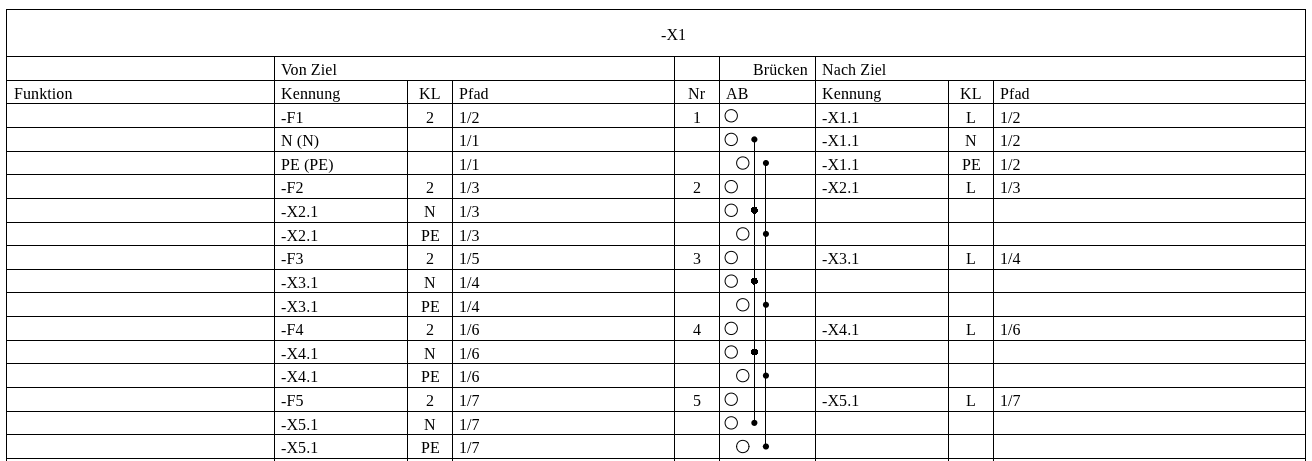 -X1
Von Ziel Brücken Nach Ziel
Funktion Kennung KL Pfad Nr AB Kennung KL Pfad
-F1 2 1/2 1 -X1.1 L 1/2
N (N) 1/1 -X1.1 N 1/2
PE (PE) 1/1 -X1.1 PE 1/2
-F2 2 1/3 2 -X2.1 L 1/3
-X2.1 N 1/3
-X2.1 PE 1/3
-F3 2 1/5 3 -X3.1 L 1/4
-X3.1 N 1/4
-X3.1 PE 1/4
-F4 2 1/6 4 -X4.1 L 1/6
-X4.1 N 1/6
-X4.1 PE 1/6
-F5 2 1/7 5 -X5.1 L 1/7
-X5.1 N 1/7
-X5.1 PE 1/7